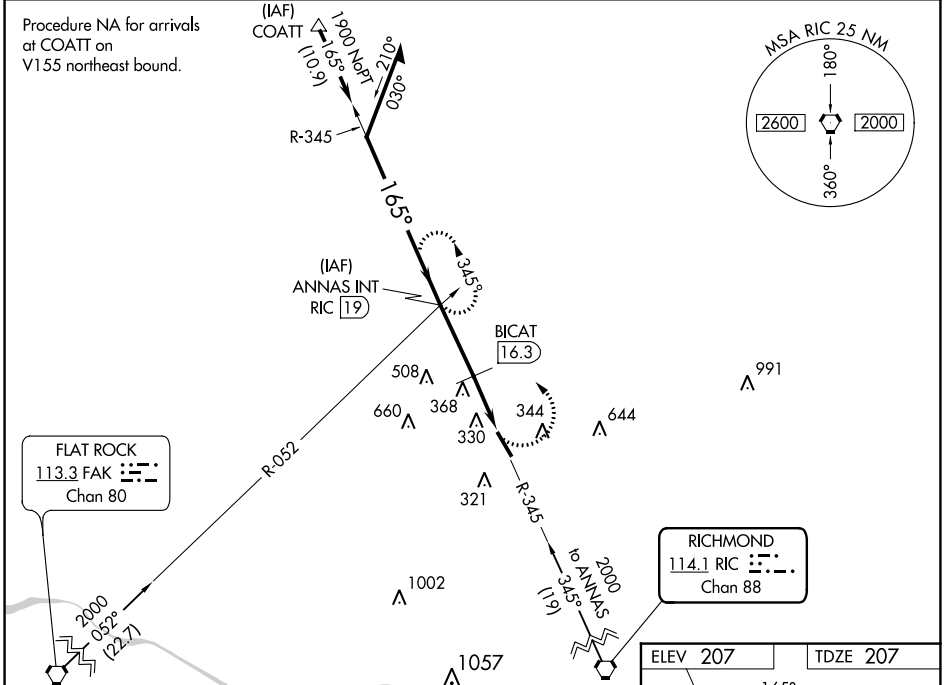 Procedure NA for arrivals
at COATT on
V155 northeast bound.
(IAF)
COATT
1900 NoPT
165°
(10.9)
210°
030°
R-345
165°
MSA RIC 25 NM
180°
2600
2000
360°
345°
(IAF)
ANNAS INT
RIC 19
BICAT
16.3
508
368
660
330
344
644
991
321
R-052
R-345
FLAT ROCK
113.3 FAK
Chan 80
2000
052°
(22.7)
1002
1057
2000
to ANNAS
345°
(19)
RICHMOND
114.1 RIC
Chan 88
ELEV 207
TDZE 207
165°